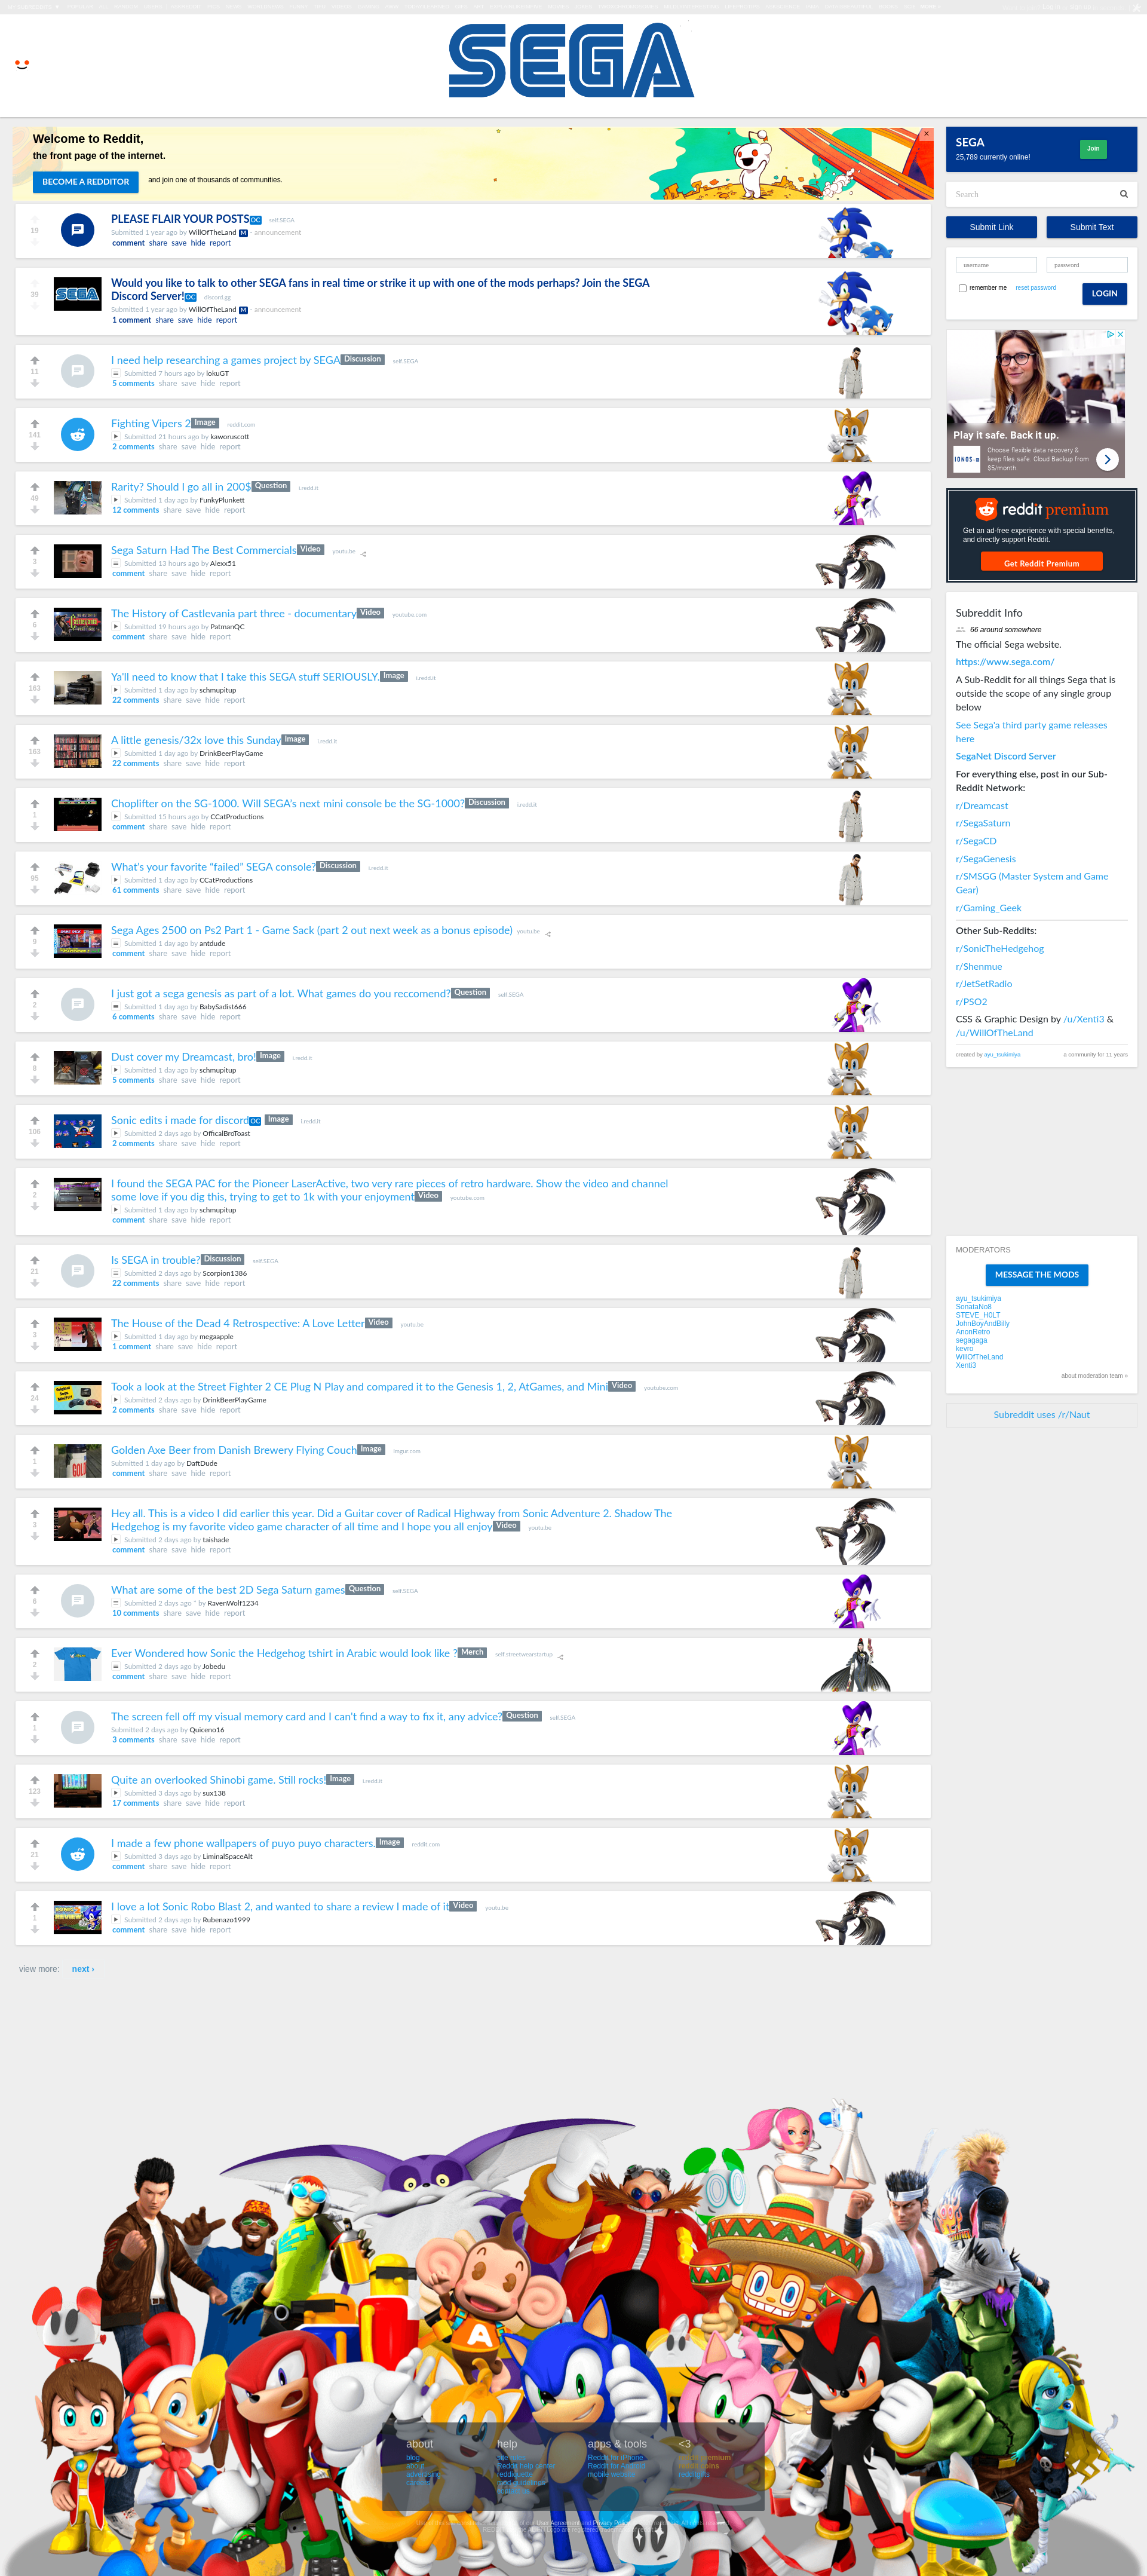 SEGA
Welcome to Reddit,
the front page of the internet.
BECOME A REDDITOR
and join one of thousands of communities.
19
PLEASE FLAIR YOUR POSTS OC self.SEGA
Submitted 1 year ago by WillOfTheLand M - announcement
comment share save hide report
39
Would you like to talk to other SEGA fans in real time or strike it up with one of the mods perhaps? Join the SEGA
Discord Server! OC discord.gg
Submitted 1 year ago by WillOfTheLand M - announcement
1 comment share save hide report
11
I need help researching a games project by SEGA Discussion self.SEGA
Submitted 7 hours ago by lokuGT
5 comments share save hide report
141
Fighting Vipers 2 Image reddit.com
Submitted 21 hours ago by kaworuscott
2 comments share save hide report
49
Rarity? Should I go all in 200$ Question i.redd.it
Submitted 1 day ago by FunkyPlunkett
12 comments share save hide report
3
Sega Saturn Had The Best Commercials Video youtu.be
Submitted 13 hours ago by Alexx51
comment share save hide report
6
The History of Castlevania part three - documentary Video youtube.com
Submitted 19 hours ago by PatmanQC
comment share save hide report
163
Ya'll need to know that I take this SEGA stuff SERIOUSLY. Image i.redd.it
Submitted 1 day ago by schmupitup
22 comments share save hide report
163
A little genesis/32x love this Sunday Image i.redd.it
Submitted 1 day ago by DrinkBeerPlayGame
22 comments share save hide report
1
Choplifter on the SG-1000. Will SEGA's next mini console be the SG-1000? Discussion i.redd.it
Submitted 15 hours ago by CCatProductions
comment share save hide report
95
What's your favorite "failed" SEGA console? Discussion i.redd.it
Submitted 1 day ago by CCatProductions
61 comments share save hide report
9
Sega Ages 2500 on Ps2 Part 1 - Game Sack (part 2 out next week as a bonus episode) youtu.be
Submitted 1 day ago by antdude
comment share save hide report
2
I just got a sega genesis as part of a lot. What games do you reccomend? Question self.SEGA
Submitted 1 day ago by BabySadist666
6 comments share save hide report
8
Dust cover my Dreamcast, bro! Image i.redd.it
Submitted 1 day ago by schmupitup
5 comments share save hide report
106
Sonic edits i made for discord OC Image i.redd.it
Submitted 2 days ago by OfficalBroToast
2 comments share save hide report
2
I found the SEGA PAC for the Pioneer LaserActive, two very rare pieces of retro hardware. Show the video and channel
some love if you dig this, trying to get to 1k with your enjoyment Video youtube.com
Submitted 1 day ago by schmupitup
comment share save hide report
21
Is SEGA in trouble? Discussion self.SEGA
Submitted 2 days ago by Scorpion1386
22 comments share save hide report
3
The House of the Dead 4 Retrospective: A Love Letter Video youtu.be
Submitted 1 day ago by megaapple
1 comment share save hide report
24
Took a look at the Street Fighter 2 CE Plug N Play and compared it to the Genesis 1, 2, AtGames, and Mini Video youtube.com
Submitted 2 days ago by DrinkBeerPlayGame
2 comments share save hide report
1
Golden Axe Beer from Danish Brewery Flying Couch Image imgur.com
Submitted 1 day ago by DaftDude
comment share save hide report
3
Hey all. This is a video I did earlier this year. Did a Guitar cover of Radical Highway from Sonic Adventure 2. Shadow The
Hedgehog is my favorite video game character of all time and I hope you all enjoy Video youtu.be
Submitted 2 days ago by taishade
comment share save hide report
6
What are some of the best 2D Sega Saturn games Question self.SEGA
Submitted 2 days ago * by RavenWolf1234
10 comments share save hide report
2
Ever Wondered how Sonic the Hedgehog tshirt in Arabic would look like ? Merch self.streetwearstartup
Submitted 2 days ago by Jobedu
comment share save hide report
1
The screen fell off my visual memory card and I can't find a way to fix it, any advice? Question self.SEGA
Submitted 2 days ago by Quiceno16
3 comments share save hide report
123
Quite an overlooked Shinobi game. Still rocks! Image i.redd.it
Submitted 3 days ago by sux138
17 comments share save hide report
21
I made a few phone wallpapers of puyo puyo characters. Image reddit.com
Submitted 3 days ago by LiminalSpaceAlt
comment share save hide report
1
I love a lot Sonic Robo Blast 2, and wanted to share a review I made of it Video youtu.be
Submitted 2 days ago by Rubenazo1999
comment share save hide report
view more: next ›
SEGA
25,789 currently online!
Join
Search
Submit Link
Submit Text
username
password
remember me reset password
LOGIN
Play it safe. Back it up.
IONOS
Choose flexible data recovery &
keep files safe. Cloud Backup from
$5/month.
reddit premium
Get an ad-free experience with special benefits,
and directly support Reddit.
Get Reddit Premium
Subreddit Info
66 around somewhere
The official Sega website.
https://www.sega.com/
A Sub-Reddit for all things Sega that is
outside the scope of any single group
below
See Sega'a third party game releases
here
SegaNet Discord Server
For everything else, post in our Sub-
Reddit Network:
r/Dreamcast
r/SegaSaturn
r/SegaCD
r/SegaGenesis
r/SMSGG (Master System and Game
Gear)
r/Gaming_Geek
Other Sub-Reddits:
r/SonicTheHedgehog
r/Shenmue
r/JetSetRadio
r/PSO2
CSS & Graphic Design by /u/Xenti3 &
/u/WillOfTheLand
created by ayu_tsukimiya
a community for 11 years
MODERATORS
MESSAGE THE MODS
ayu_tsukimiya
SonataNo8
STEVE_H0LT
JohnBoyAndBilly
AnonRetro
segagaga
kevro
WillOfTheLand
Xenti3
about moderation team »
Subreddit uses /r/Naut
about
blog
about
advertising
careers
help
site rules
Reddit help center
apps & tools
Reddit for iPhone
Reddit for Android
mobile website
<3
reddit premium
reddit coins
User Agreement
Privacy Policy